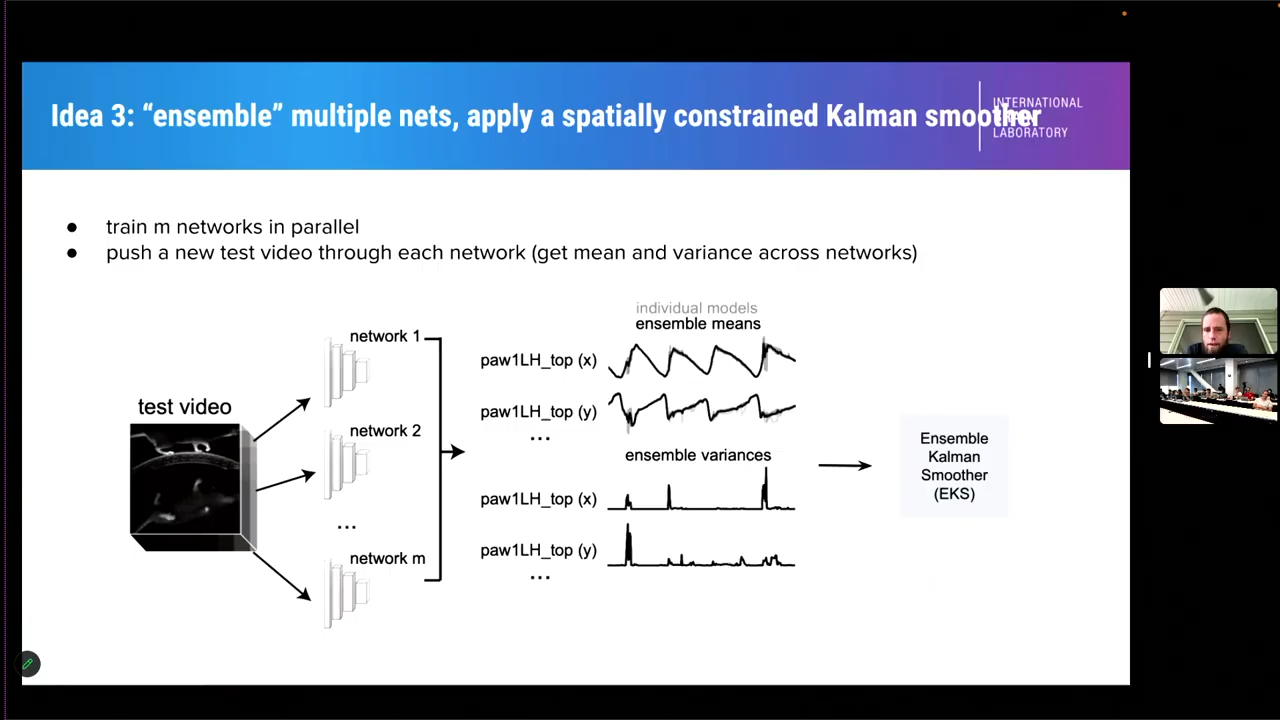 Idea 3: “ensemble” multiple nets, apply a spatially constrained Kalman smoother
INTERNATIONAL
LABORATORY
● train m networks in parallel
● push a new test video through each network (get mean and variance across networks)
individual models
ensemble means
network 1
paw1LH_top (x)
test video
paw1LH_top (y)
...
network 2
ensemble variances
Ensemble
Kalman
Smoother
(EKS)
paw1LH_top (x)
...
network m
paw1LH_top (y)
...